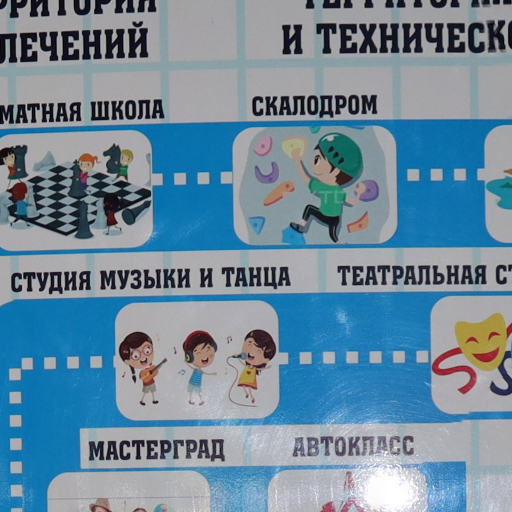 ЛЕЧЕНИЙ
И ТЕХНИЧЕСКО
МАТНАЯ ШКОЛА
СКАЛОДРОМ
СТУДИЯ МУЗЫКИ И ТАНЦА
ТЕАТРАЛЬНАЯ СТ
МАСТЕРГРАД
АВТОКЛАСС